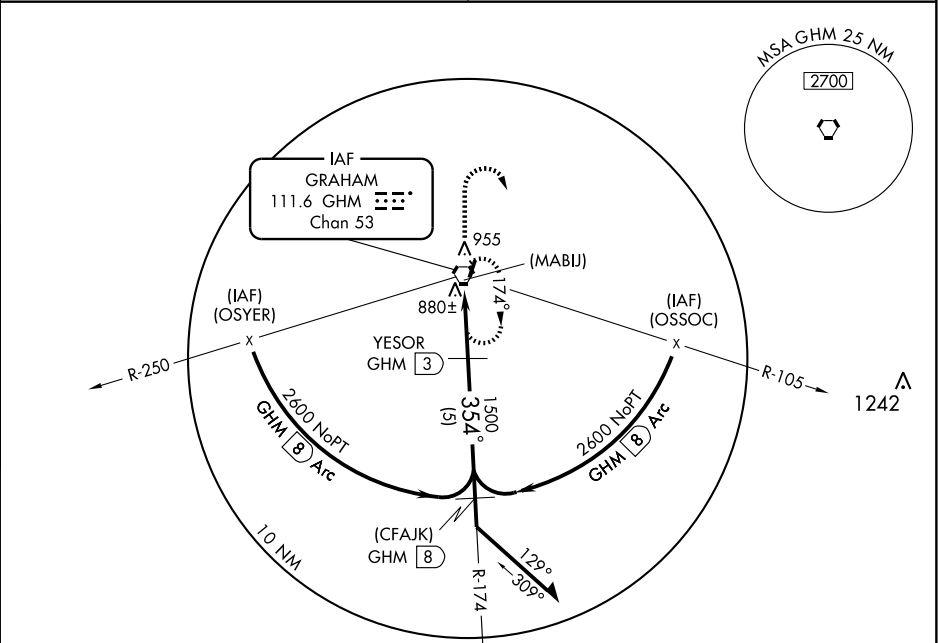 MSA GHM 25 NM
2700
IAF
GRAHAM
111.6 GHM
Chan 53
955
(MABIJ)
174°
880±
(IAF)
(OSYER)
(IAF)
(OSSOC)
YESOR
GHM 3
R-250
R-105
1242
1500
354°
(5)
2600 NoPT
GHM 8 Arc
2600 NoPT
GHM 8 Arc
(CFAJK)
GHM 8
10 NM
R-174
129°
309°